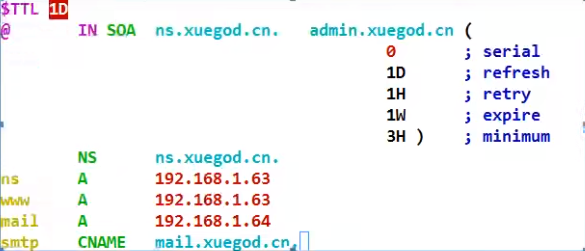 $TTL 1D
@ IN SOA ns.xuegod.cn. admin.xuegod.cn (
0 ; serial
1D ; refresh
1H ; retry
1W ; expire
3H ) ; minimum
NS ns.xuegod.cn.
ns A 192.168.1.63
www A 192.168.1.63
mail A 192.168.1.64
smtp CNAME mail.xuegod.cn.